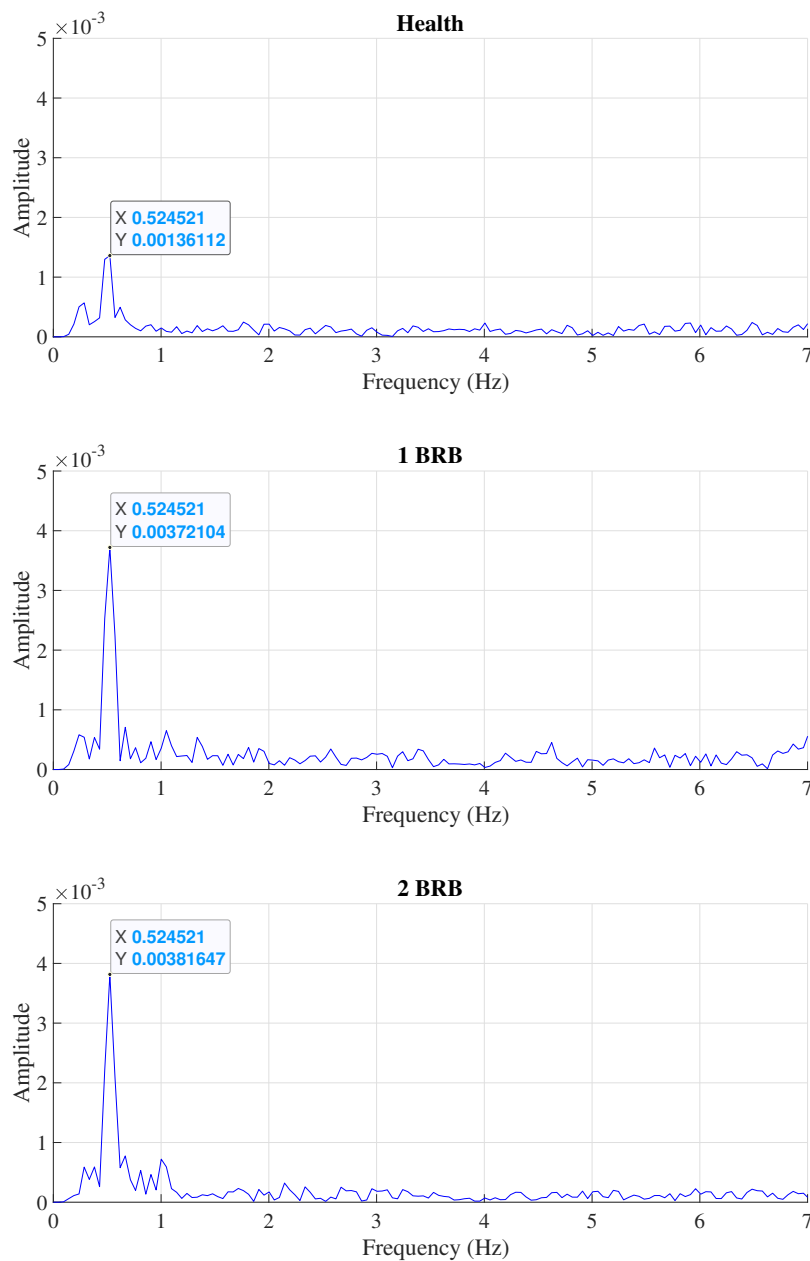 Health
×10-3
5
4
3
2
1
0
Amplitude
X 0.524521
Y 0.00136112
0 1 2 3 4 5 6 7
Frequency (Hz)
1 BRB
×10-3
5
4
3
2
1
0
Amplitude
X 0.524521
Y 0.00372104
0 1 2 3 4 5 6 7
Frequency (Hz)
2 BRB
×10-3
5
4
3
2
1
0
Amplitude
X 0.524521
Y 0.00381647
0 1 2 3 4 5 6 7
Frequency (Hz)